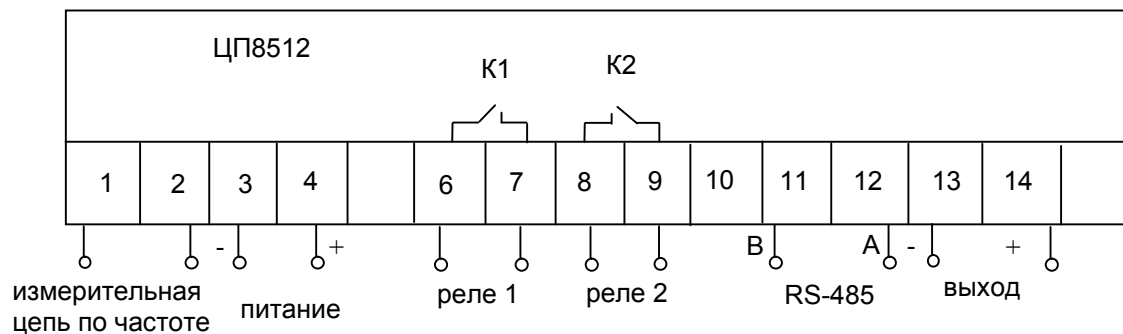 ЦП8512
К1 К2
1 2 3 4 6 7 8 9 10 11 12 13 14
- + B A - +
измерительная цепь по частоте
питание
реле 1
реле 2
RS-485
выход